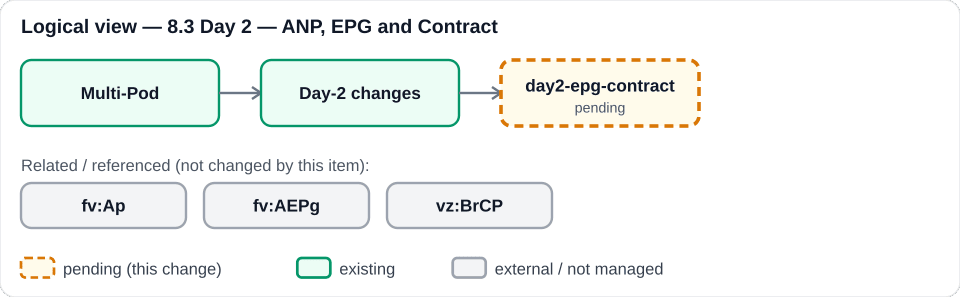 Logical view — 8.3 Day 2 — ANP, EPG and Contract
Multi-Pod
Day-2 changes
day2-epg-contract
pending
Related / referenced (not changed by this item):
fv:Ap
fv:AEPg
vz:BrCP
pending (this change)
existing
external / not managed